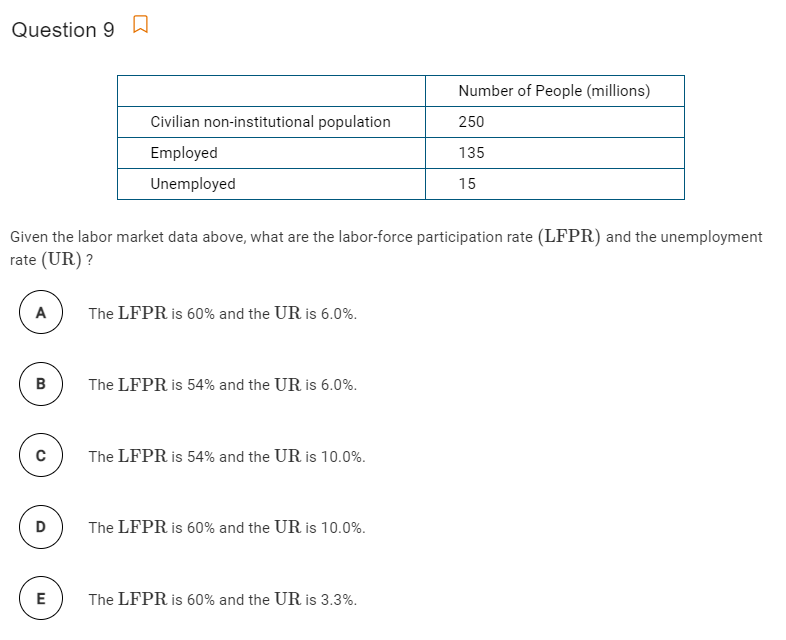 Question 9
Number of People (millions)
Civilian non-institutional population 250
Employed 135
Unemployed 15
Given the labor market data above, what are the labor-force participation rate (LFPR) and the unemployment
rate (UR) ?
A The LFPR is 60% and the UR is 6.0%.
B The LFPR is 54% and the UR is 6.0%.
C The LFPR is 54% and the UR is 10.0%.
D The LFPR is 60% and the UR is 10.0%.
E The LFPR is 60% and the UR is 3.3%.